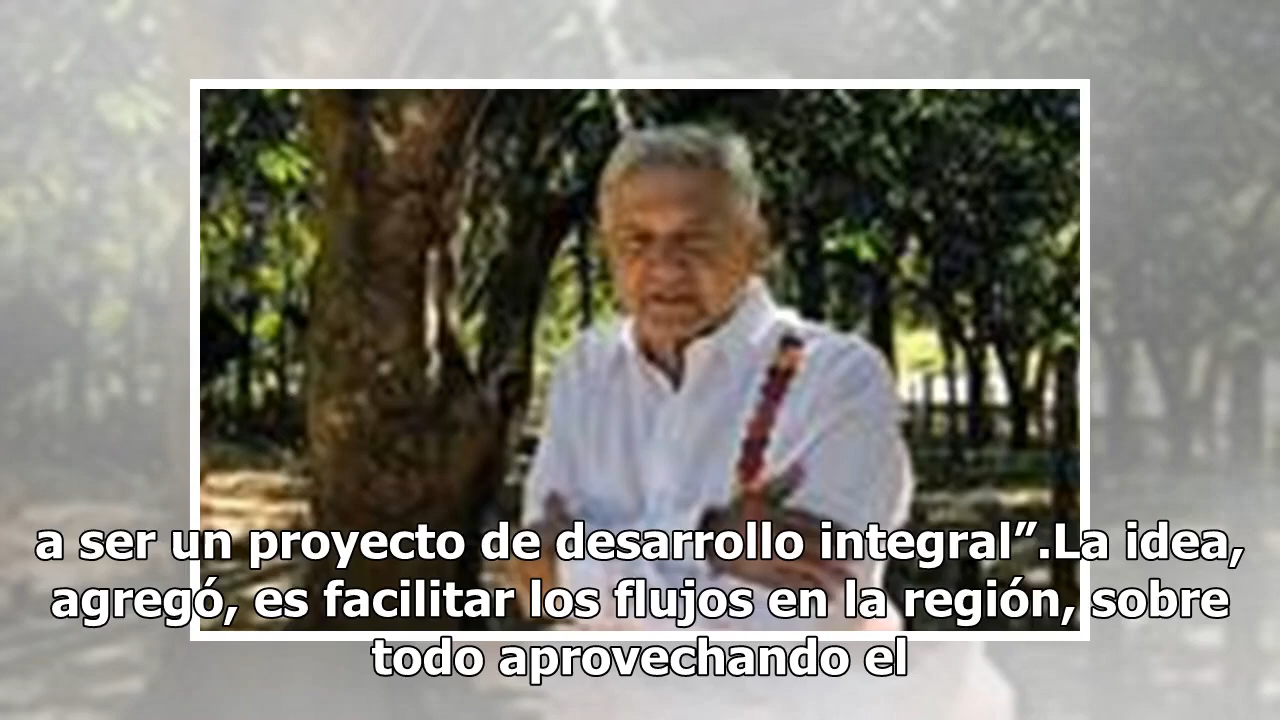 a ser un proyecto de desarrollo integral”.La idea,
agregó, es facilitar los flujos en la región, sobre
todo aprovechando el